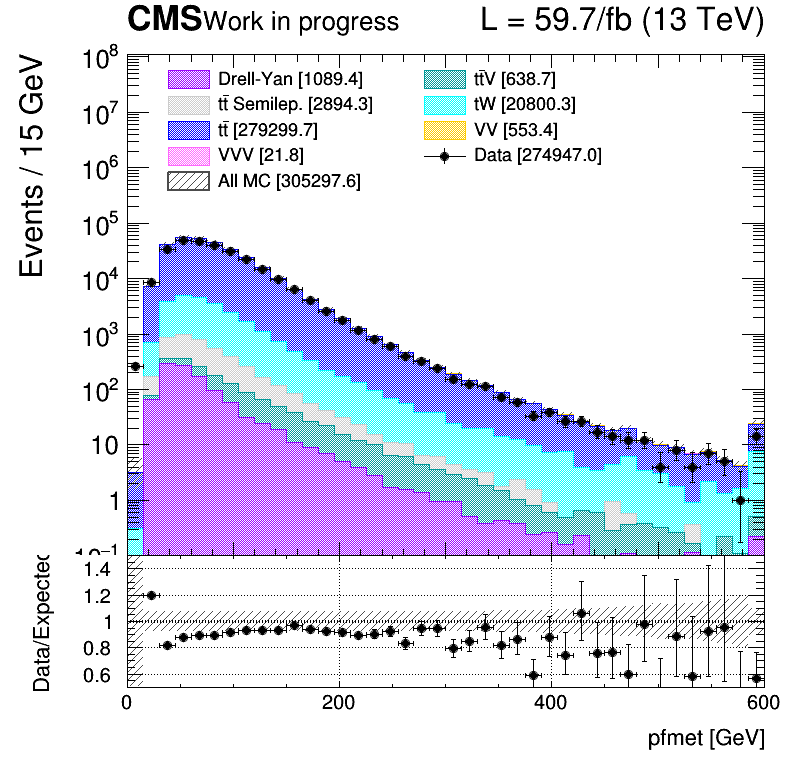 CMS Work in progress L = 59.7/fb (13 TeV)
Events / 15 GeV
10⁸
10⁷
10⁶
10⁵
10⁴
10³
10²
10
1
10⁻¹
Drell-Yan [1089.4]
tt̄ Semilep. [2894.3]
tt̄ [279299.7]
VVV [21.8]
All MC [305297.6]
tt̄V [638.7]
tW [20800.3]
VV [553.4]
Data [274947.0]
Data/Expected
1.4
1.2
1
0.8
0.6
0 200 400 600
pfmet [GeV]